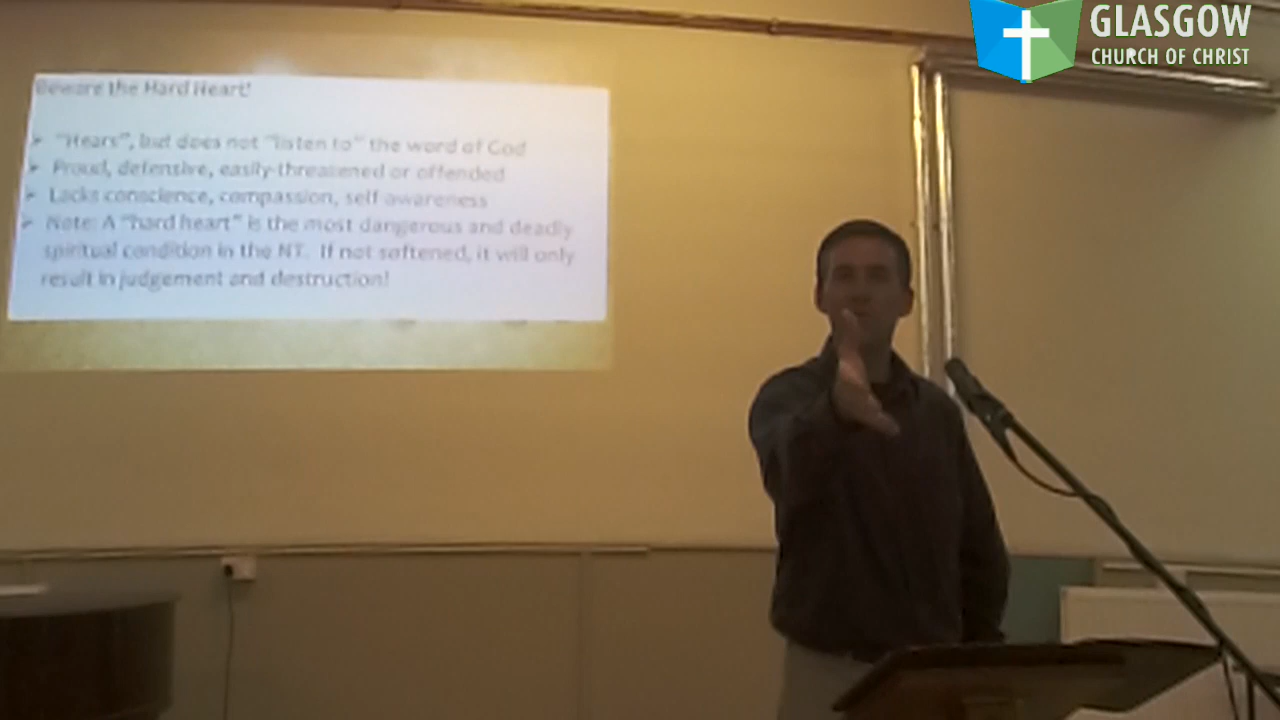 GLASGOW
CHURCH OF CHRIST
Beware the Hard Heart!
➤ "Hears", but does not "listen to" the word of God
➤ Proud, defensive, easily-threatened or offended
➤ Lacks conscience, compassion, self awareness
➤ Note: A "hard heart" is the most dangerous and deadly
spiritual condition in the NT. If not softened, it will only
result in judgement and destruction!